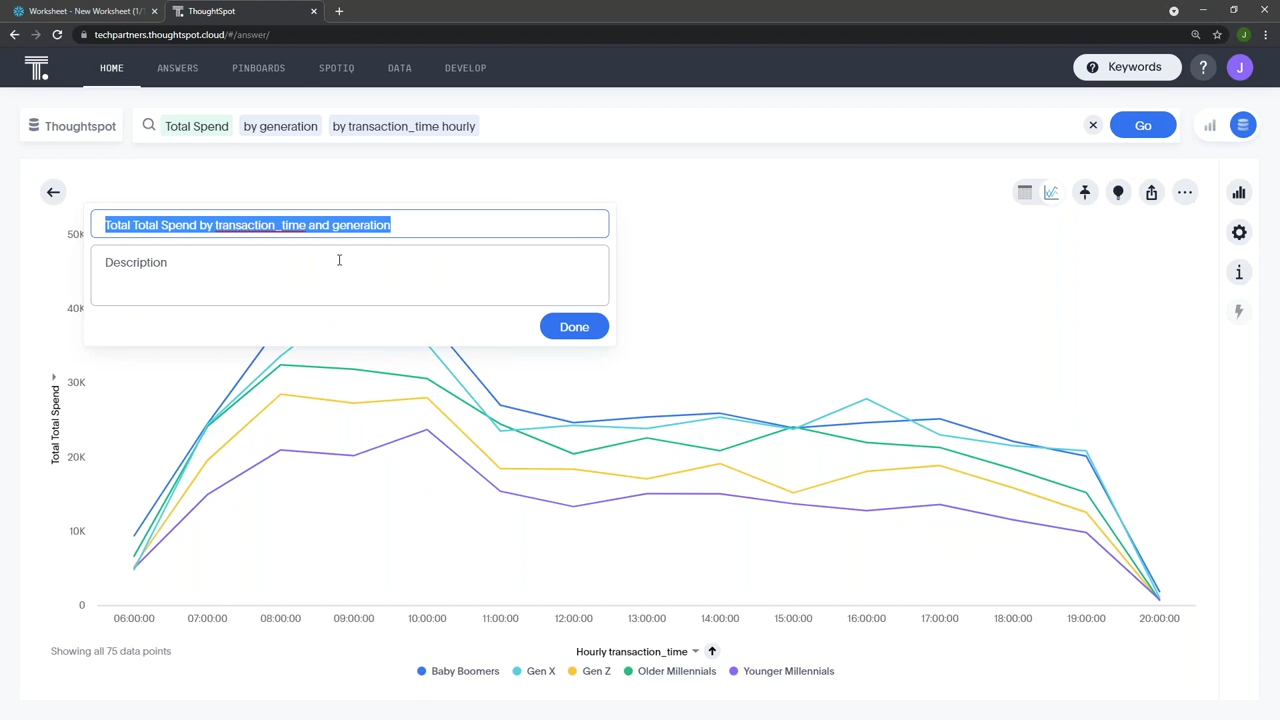 Worksheet - New Worksheet (1/1
ThoughtSpot
techpartners.thoughtspot.cloud/#/answer/
J
T.
HOME
ANSWERS
PINBOARDS
SPOTIQ
DATA
DEVELOP
Keywords
?
J
Thoughtspot
Total Spend
by generation
by transaction_time hourly
Go
Total Total Spend by transaction_time and generation
Description
Done
50K
40K
30K
20K
10K
0
Total Total Spend
06:00:00
07:00:00
08:00:00
09:00:00
10:00:00
11:00:00
12:00:00
13:00:00
14:00:00
15:00:00
16:00:00
17:00:00
18:00:00
19:00:00
20:00:00
Showing all 75 data points
Hourly transaction_time
Baby Boomers
Gen X
Gen Z
Older Millennials
Younger Millennials